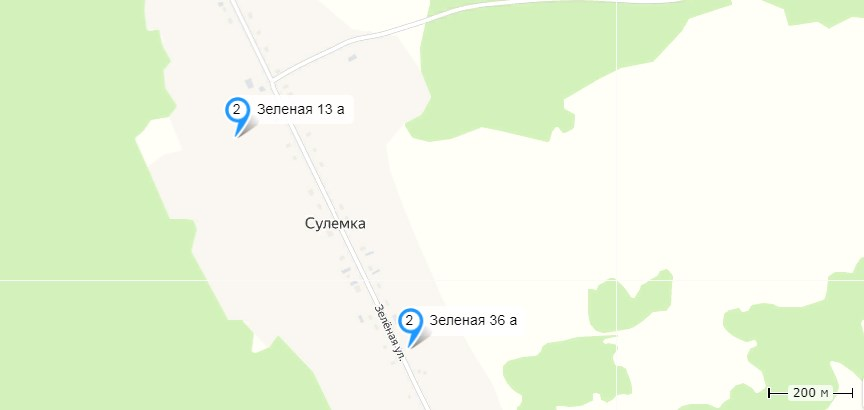 2 Зеленая 13 а
Сулемка
Зелёная ул.
2 Зеленая 36 а
200 м